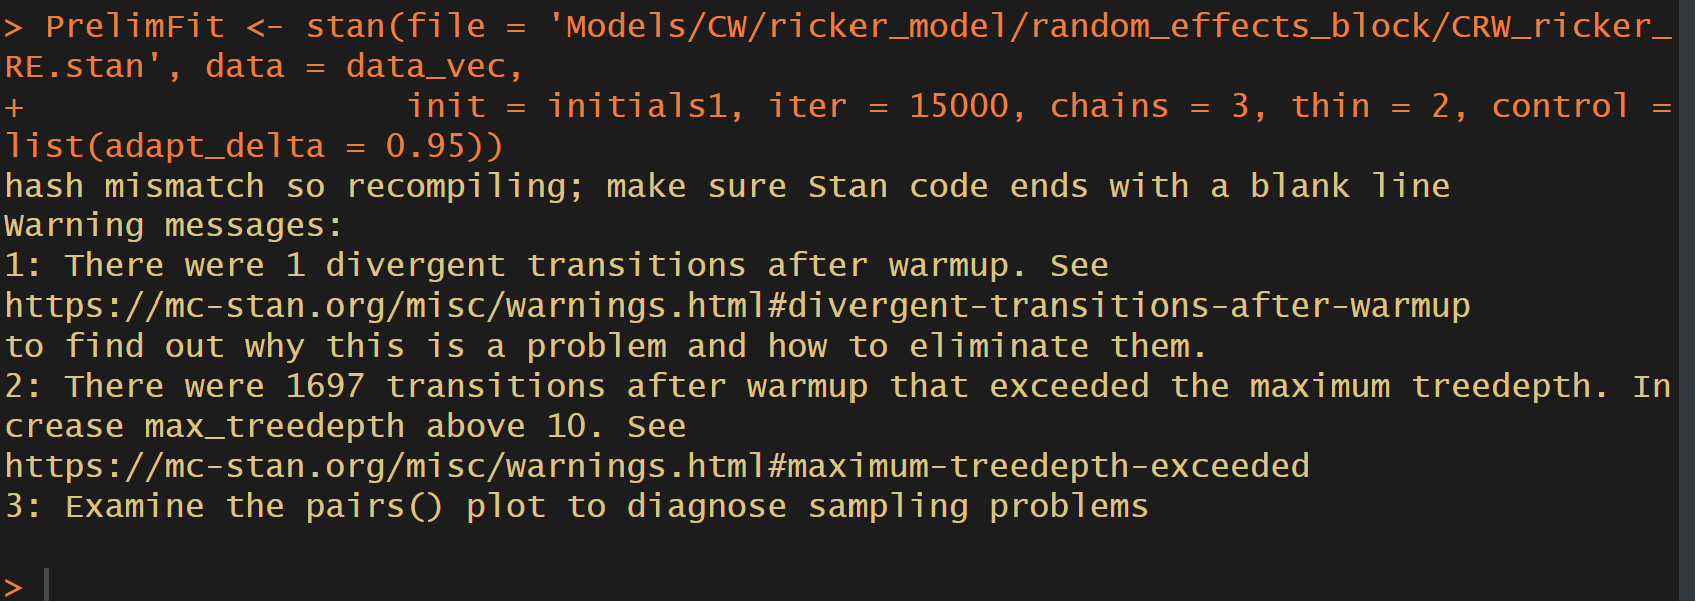 > PrelimFit <- stan(file = 'Models/CW/ricker_model/random_effects_block/CRW_ricker_
RE.stan', data = data_vec,
+                   init = initials1, iter = 15000, chains = 3, thin = 2, control =
list(adapt_delta = 0.95))
hash mismatch so recompiling; make sure Stan code ends with a blank line
Warning messages:
1: There were 1 divergent transitions after warmup. See
https://mc-stan.org/misc/warnings.html#divergent-transitions-after-warmup
to find out why this is a problem and how to eliminate them.
2: There were 1697 transitions after warmup that exceeded the maximum treedepth. In
crease max_treedepth above 10. See
https://mc-stan.org/misc/warnings.html#maximum-treedepth-exceeded
3: Examine the pairs() plot to diagnose sampling problems
>